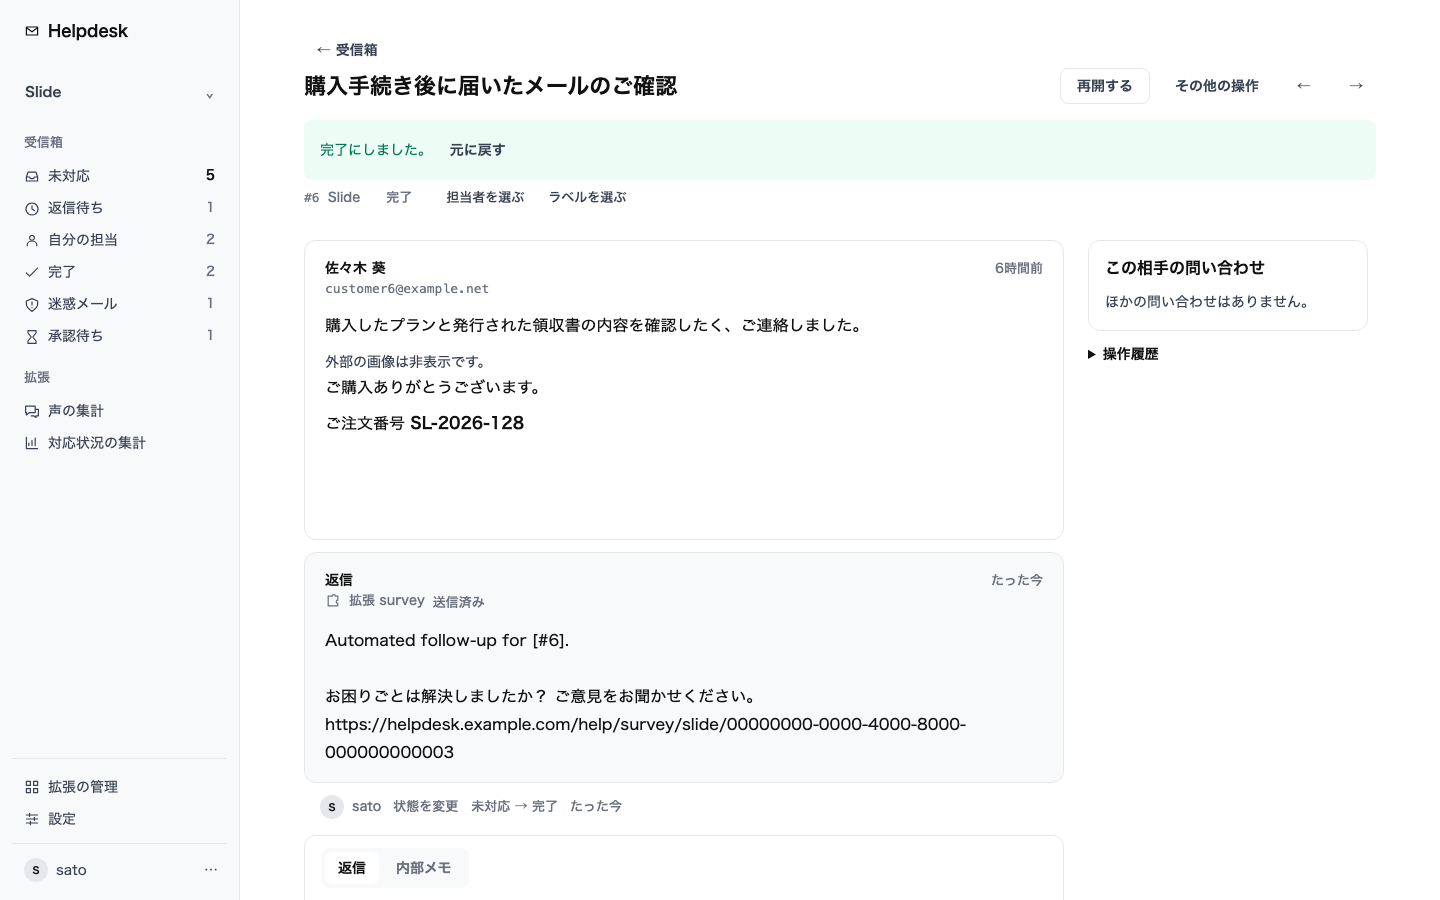 Helpdesk
Slide
受信箱
未対応 5
返信待ち 1
自分の担当 2
完了 2
迷惑メール 1
承認待ち 1
拡張
声の集計
対応状況の集計
拡張の管理
設定
S sato …
← 受信箱
購入手続き後に届いたメールのご確認
再開する その他の操作 ← →
完了にしました。 元に戻す
#6 Slide 完了 担当者を選ぶ ラベルを選ぶ
佐々木 葵 6時間前
customer6@example.net
購入したプランと発行された領収書の内容を確認したく、ご連絡しました。
外部の画像は非表示です。
ご購入ありがとうございます。
ご注文番号 SL-2026-128
返信 たった今
拡張 survey 送信済み
Automated follow-up for [#6].
お困りごとは解決しましたか？ ご意見をお聞かせください。
https://helpdesk.example.com/help/survey/slide/00000000-0000-4000-8000-
000000000003
S sato 状態を変更 未対応 → 完了 たった今
返信 内部メモ
この相手の問い合わせ
ほかの問い合わせはありません。
▶ 操作履歴